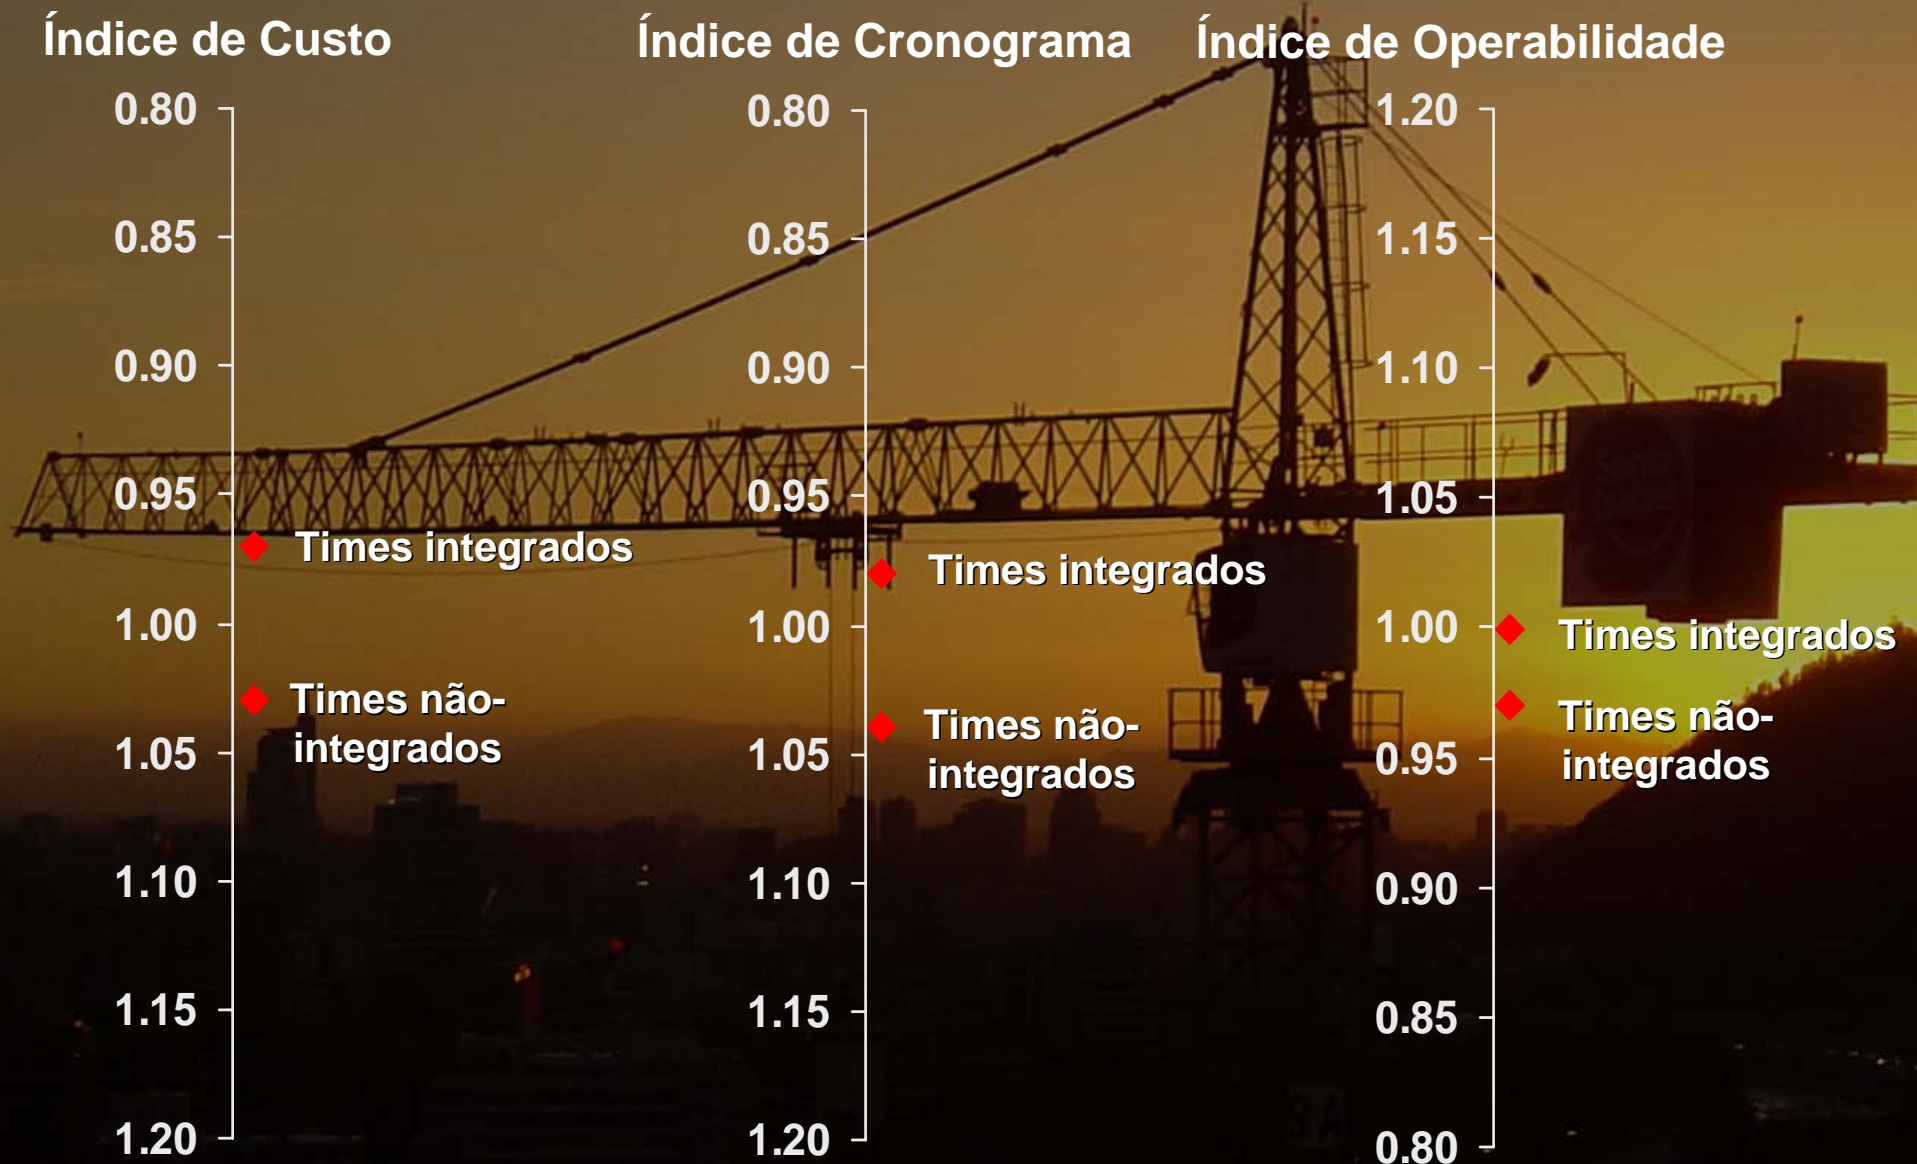 Índice de Custo
0.80
0.85
0.90
0.95
1.00
1.05
1.10
1.15
1.20
Times integrados
Times não-
integrados
Índice de Cronograma
0.80
0.85
0.90
0.95
1.00
1.05
1.10
1.15
1.20
Times integrados
Times não-
integrados
Índice de Operabilidade
1.20
1.15
1.10
1.05
1.00
0.95
0.90
0.85
0.80
Times integrados
Times não-
integrados